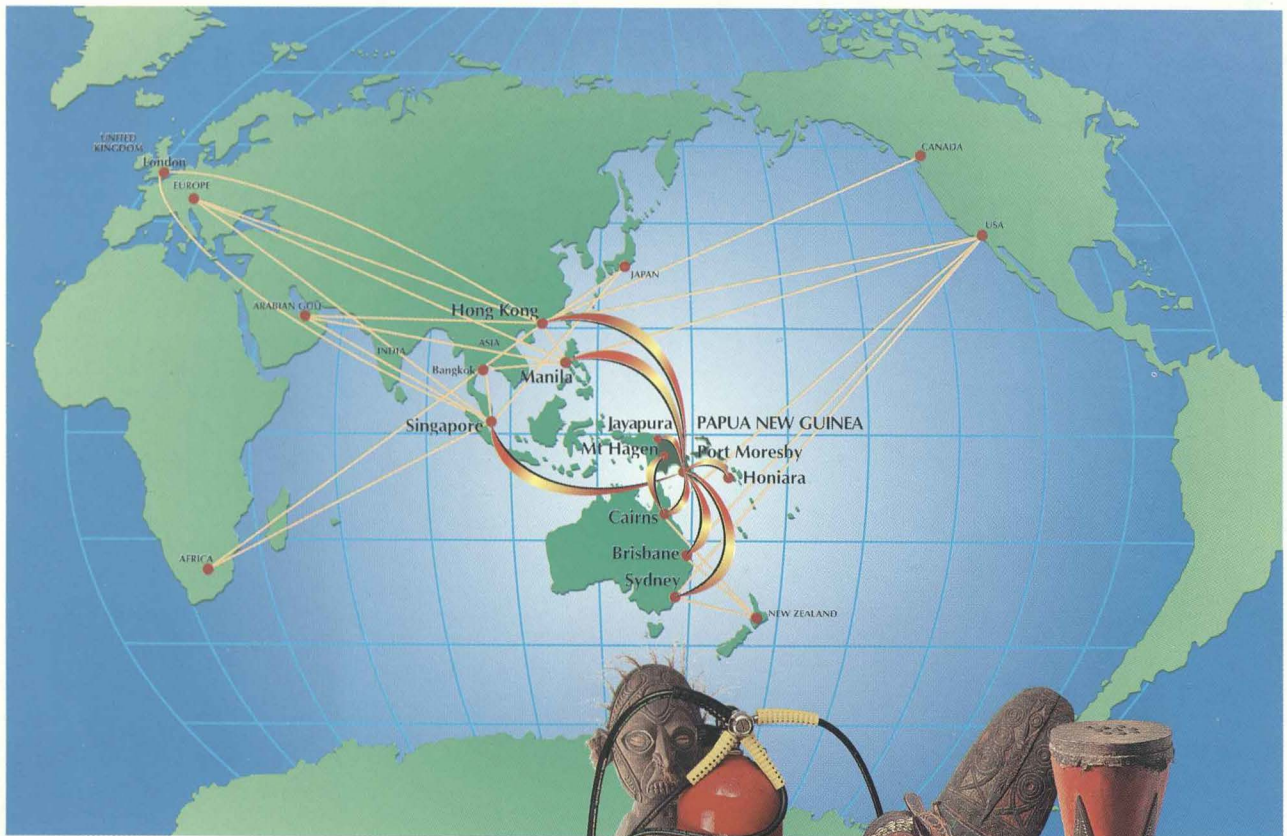 UNITED
KINGDOM
London
EUROPE
CANADA
USA
JAPAN
ARABIAN GULF
Hong Kong
INDIA
ASIA
Bangkok
Manila
Singapore
Jayapura
PAPUA NEW GUINEA
Mt Hagen
Port Moresby
Honiara
Cairns
Brisbane
Sydney
AFRICA
NEW ZEALAND